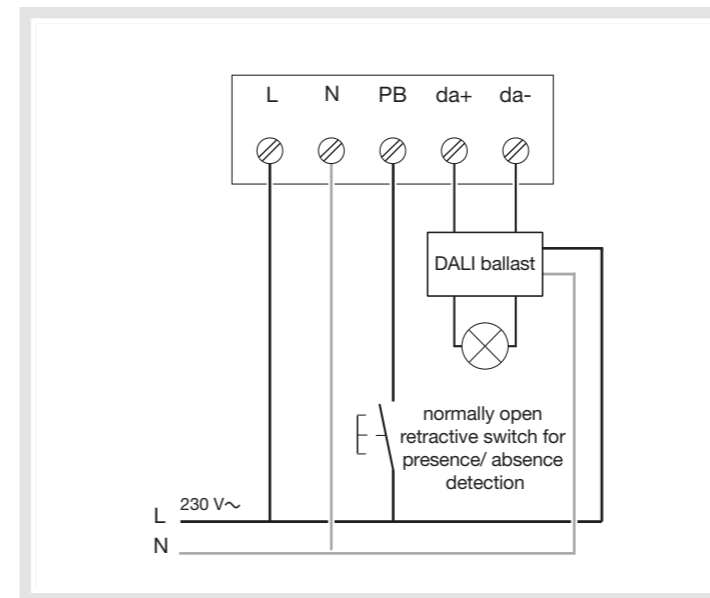 L N PB da+ da-
DALI ballast
normally open
retractive switch for
presence/ absence
detection
230 V~
L
N